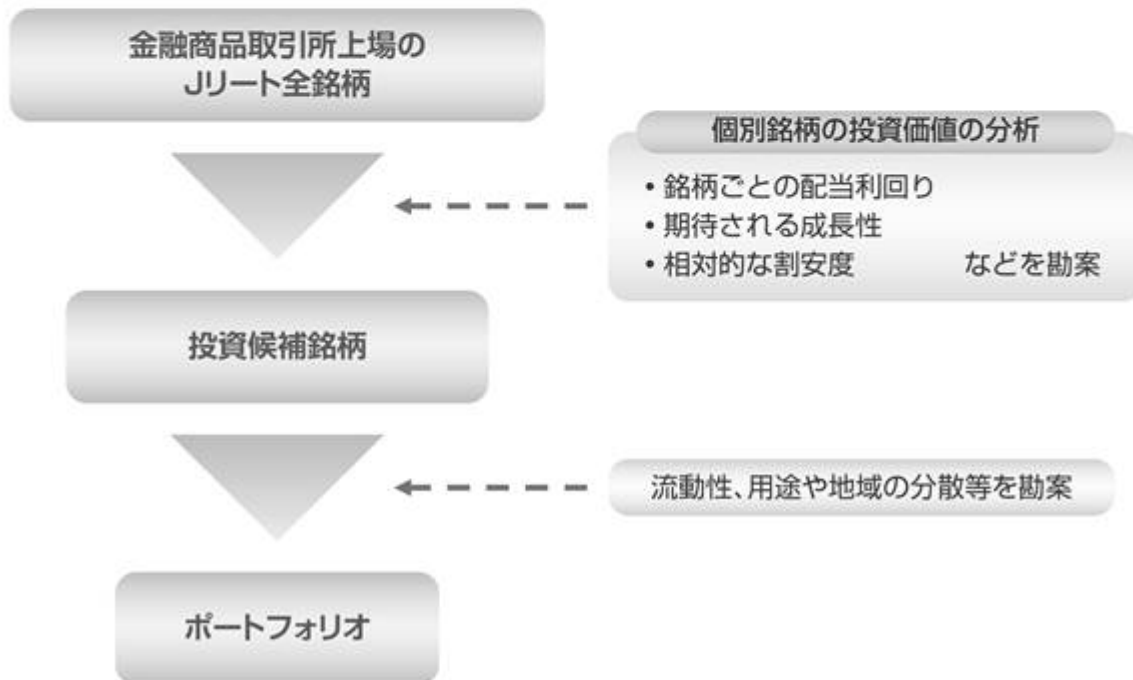 金融商品取引所上場の
Jリート全銘柄
個別銘柄の投資価値の分析
・銘柄ごとの配当利回り
・期待される成長性
・相対的な割安度 などを勘案
投資候補銘柄
流動性、用途や地域の分散等を勘案
ポートフォリオ